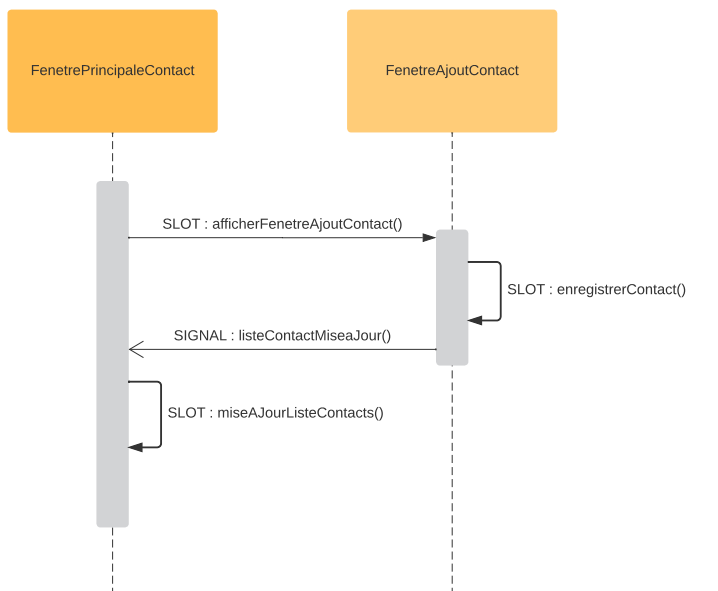 FenetrePrincipaleContact
FenetreAjoutContact
SLOT : afficherFenetreAjoutContact()
SLOT : enregistrerContact()
SIGNAL : listeContactMiseaJour()
SLOT : miseAJourListeContacts()